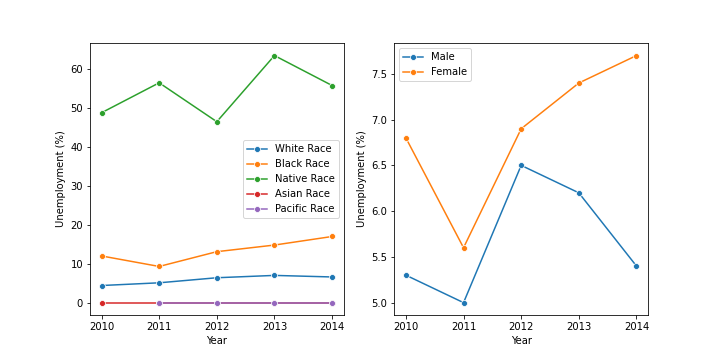 60
50
40
30
20
10
0
Unemployment (%)
White Race
Black Race
Native Race
Asian Race
Pacific Race
2010 2011 2012 2013 2014
Year
7.5
7.0
6.5
6.0
5.5
5.0
Unemployment (%)
Male
Female
2010 2011 2012 2013 2014
Year